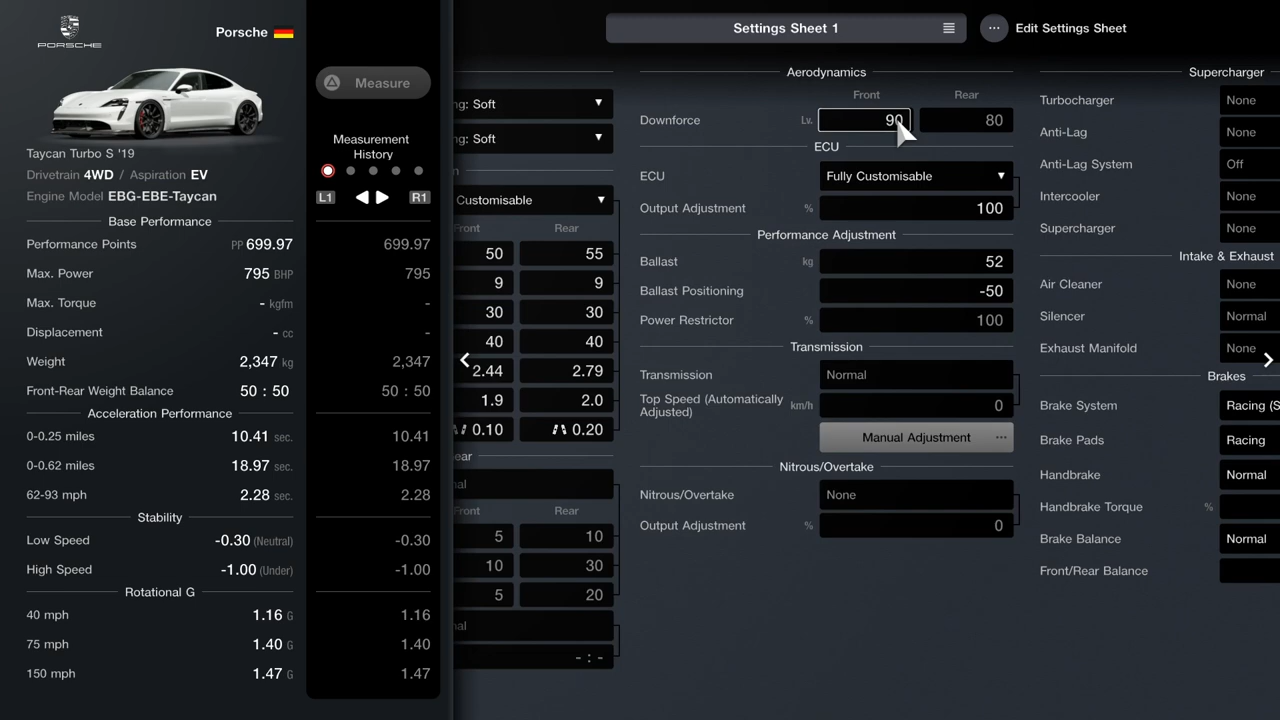 PORSCHE
Porsche
Taycan Turbo S '19
Drivetrain 4WD / Aspiration EV
Engine Model EBG-EBE-Taycan
Base Performance
Performance Points PP 699.97
Max. Power 795 BHP
Max. Torque - kgfm
Displacement - cc
Weight 2,347 kg
Front-Rear Weight Balance 50 : 50
Acceleration Performance
0-0.25 miles 10.41 sec.
0-0.62 miles 18.97 sec.
62-93 mph 2.28 sec.
Stability
Low Speed -0.30 (Neutral)
High Speed -1.00 (Under)
Rotational G
40 mph 1.16 G
75 mph 1.40 G
150 mph 1.47 G
Measure
Measurement
History
L1 R1
699.97
795
-
-
2,347
50 : 50
10.41
18.97
2.28
-0.30
-1.00
1.16
1.40
1.47
Settings Sheet 1
Edit Settings Sheet
ng: Soft
ng: Soft
on
Customisable
Front Rear
50 55
9 9
30 30
40 40
2.44 2.79
1.9 2.0
0.10 0.20
ear
nal
Front Rear
5 10
10 30
5 20
nal
- : -
Aerodynamics
Front Rear
Downforce Lv. 90 80
ECU
ECU Fully Customisable
Output Adjustment % 100
Performance Adjustment
Ballast kg 52
Ballast Positioning -50
Power Restrictor % 100
Transmission
Transmission Normal
Top Speed (Automatically
Adjusted) km/h 0
Manual Adjustment
Nitrous/Overtake
Nitrous/Overtake None
Output Adjustment % 0
Supercharger
Turbocharger None
Anti-Lag None
Anti-Lag System Off
Intercooler None
Supercharger None
Intake & Exhaust
Air Cleaner None
Silencer Normal
Exhaust Manifold None
Brakes
Brake System Racing (S
Brake Pads Racing
Handbrake Normal
Handbrake Torque %
Brake Balance Normal
Front/Rear Balance